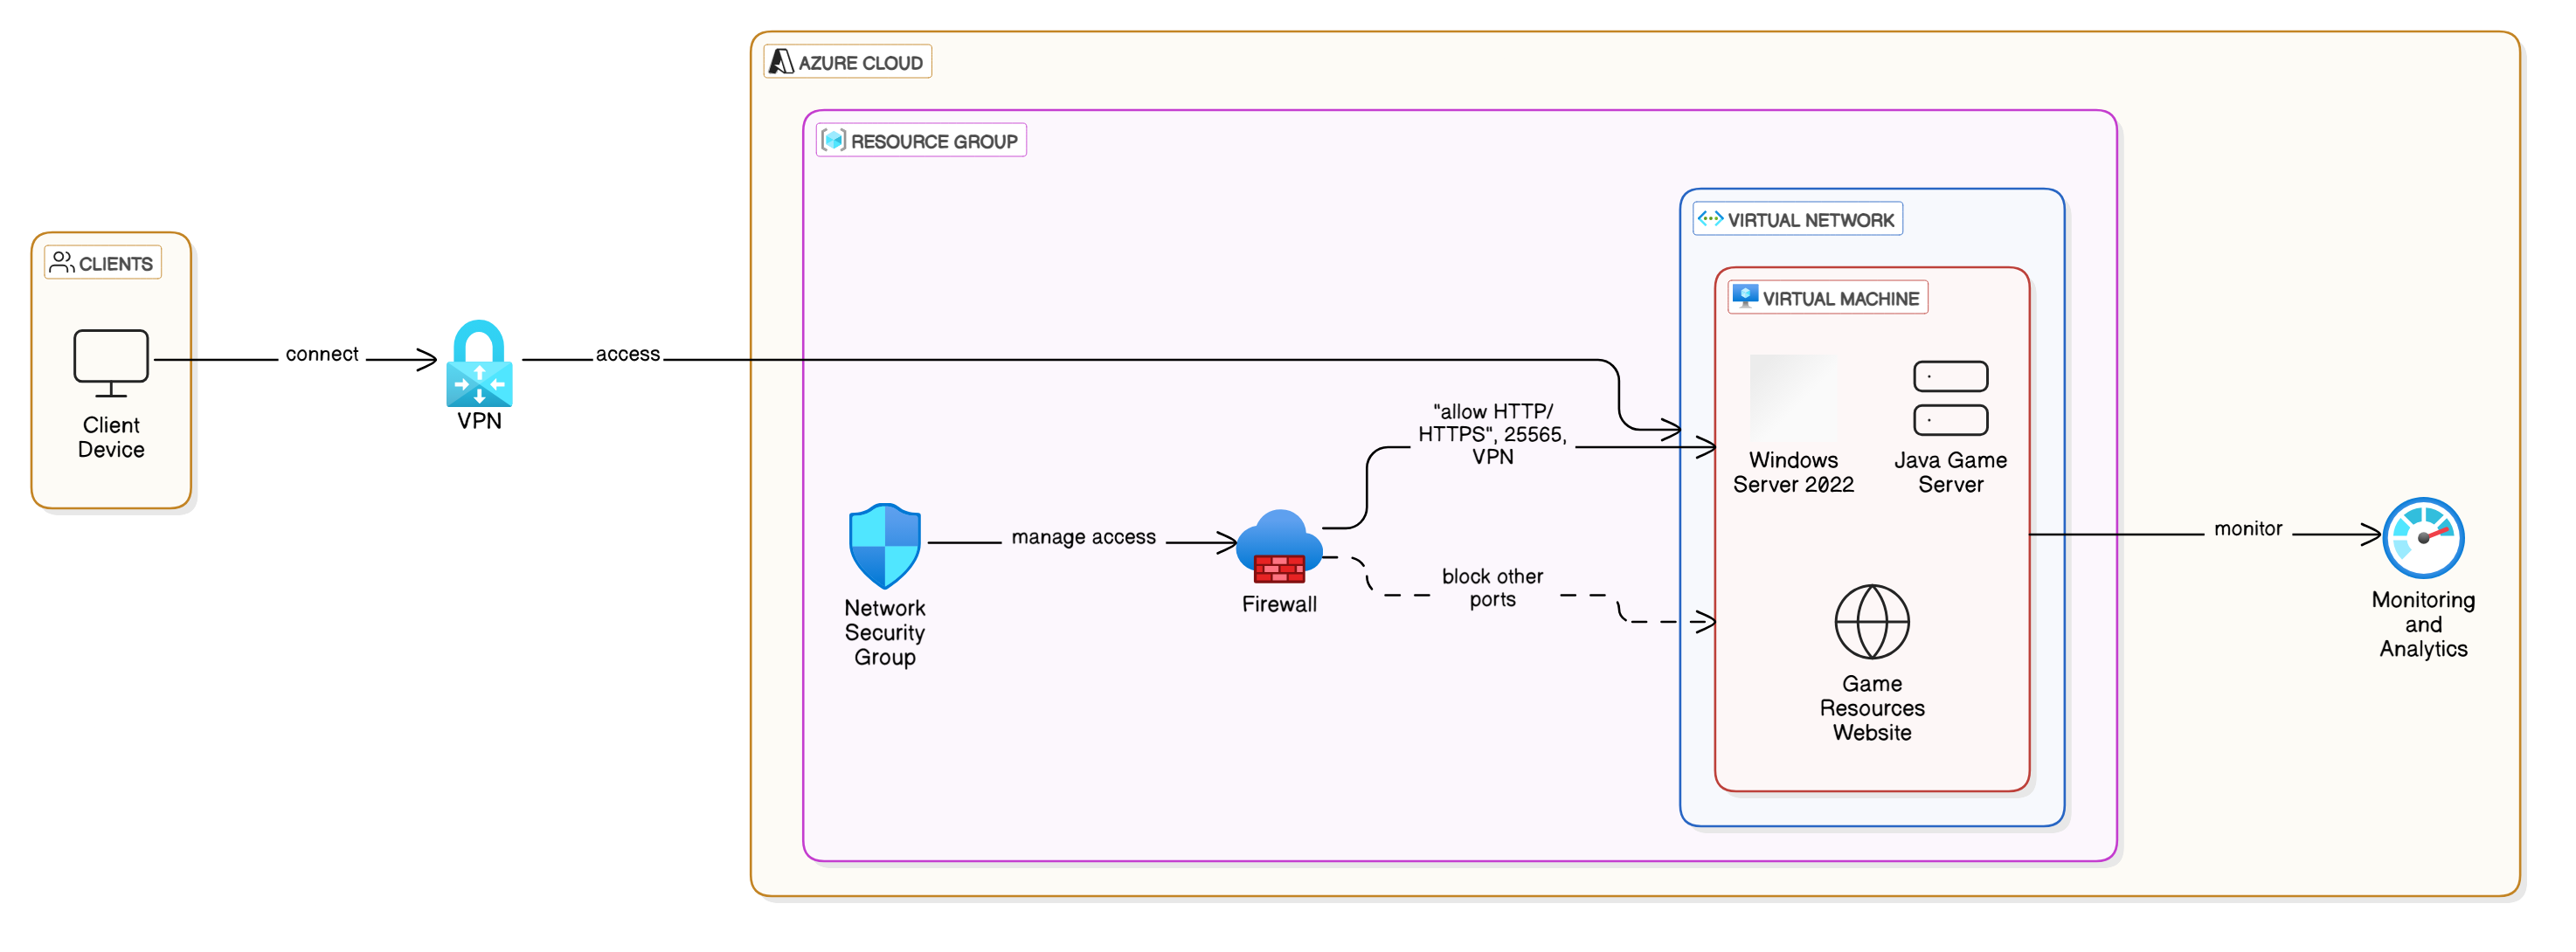 AZURE CLOUD
RESOURCE GROUP
VIRTUAL NETWORK
CLIENTS
VIRTUAL MACHINE
connect
access
Client
Device
VPN
"allow HTTP/
HTTPS", 25565,
VPN
Windows
Server 2022
Java Game
Server
manage access
monitor
block other
ports
Network
Security
Group
Firewall
Monitoring
and
Analytics
Game
Resources
Website